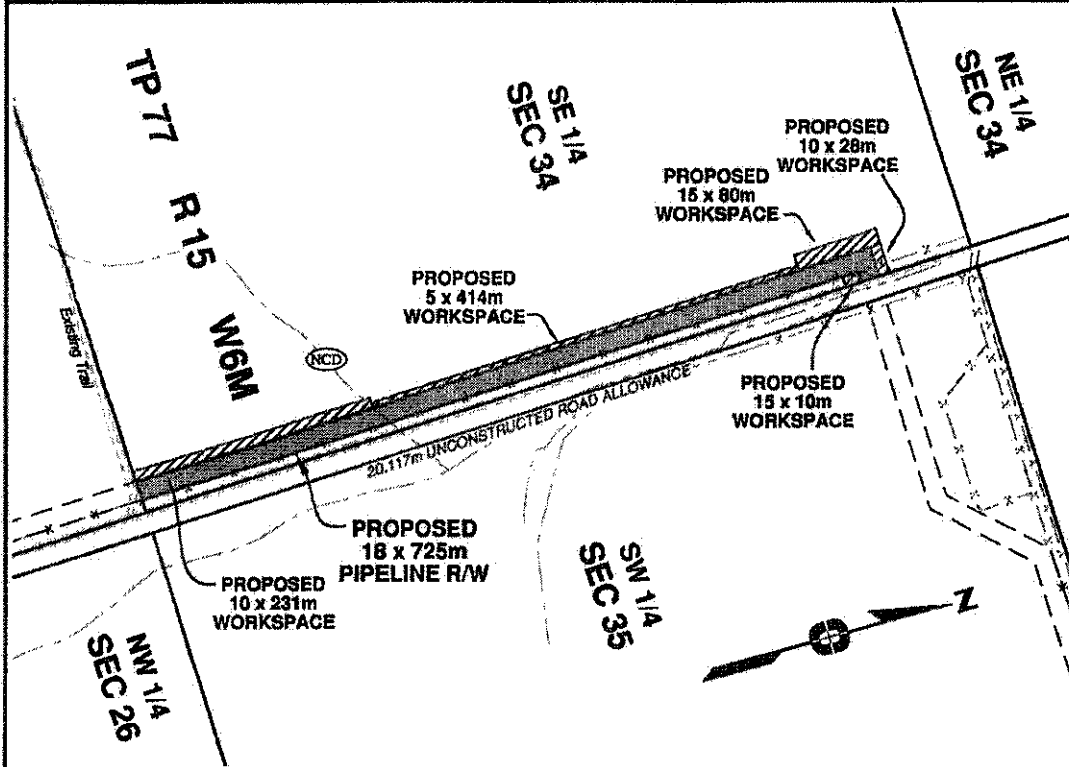 TP 77
R 15
W6M
SE 1/4
SEC 34
NE 1/4
SEC 34
PROPOSED
10 x 28m
WORKSPACE
PROPOSED
15 x 80m
WORKSPACE
PROPOSED
5 x 414m
WORKSPACE
Existing Trail
NCD
PROPOSED
15 x 10m
WORKSPACE
20.117m UNCONSTRUCTED ROAD ALLOWANCE
PROPOSED
18 x 725m
PIPELINE R/W
PROPOSED
10 x 231m
WORKSPACE
SW 1/4
SEC 35
NW 1/4
SEC 26
N